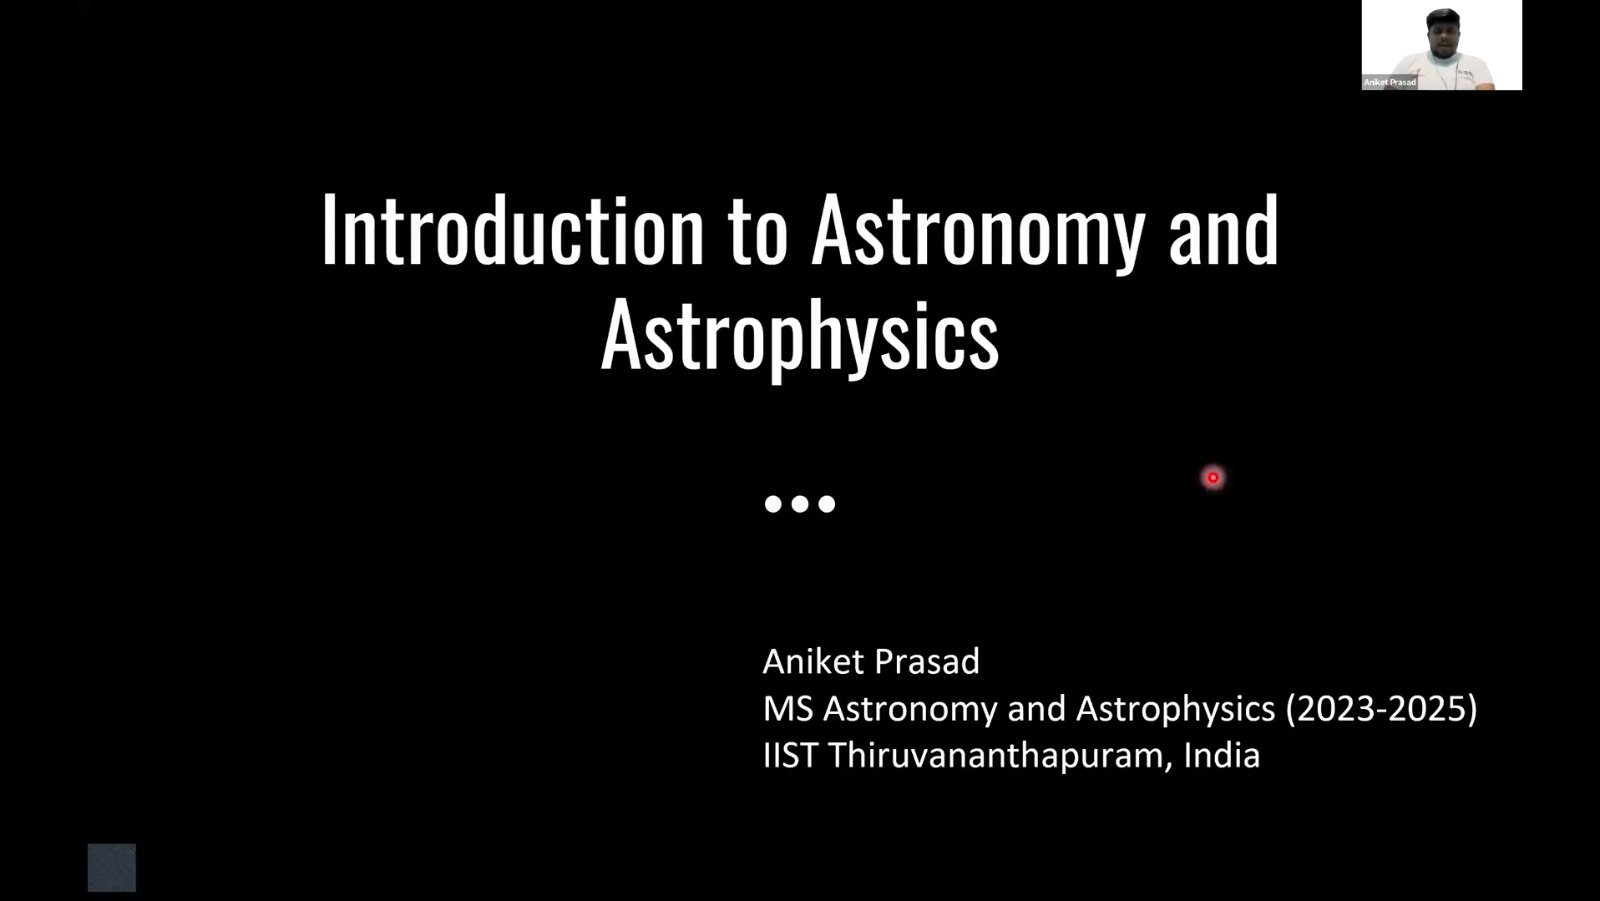 Aniket Prasad
Introduction to Astronomy and
Astrophysics
Aniket Prasad
MS Astronomy and Astrophysics (2023-2025)
IIST Thiruvananthapuram, India